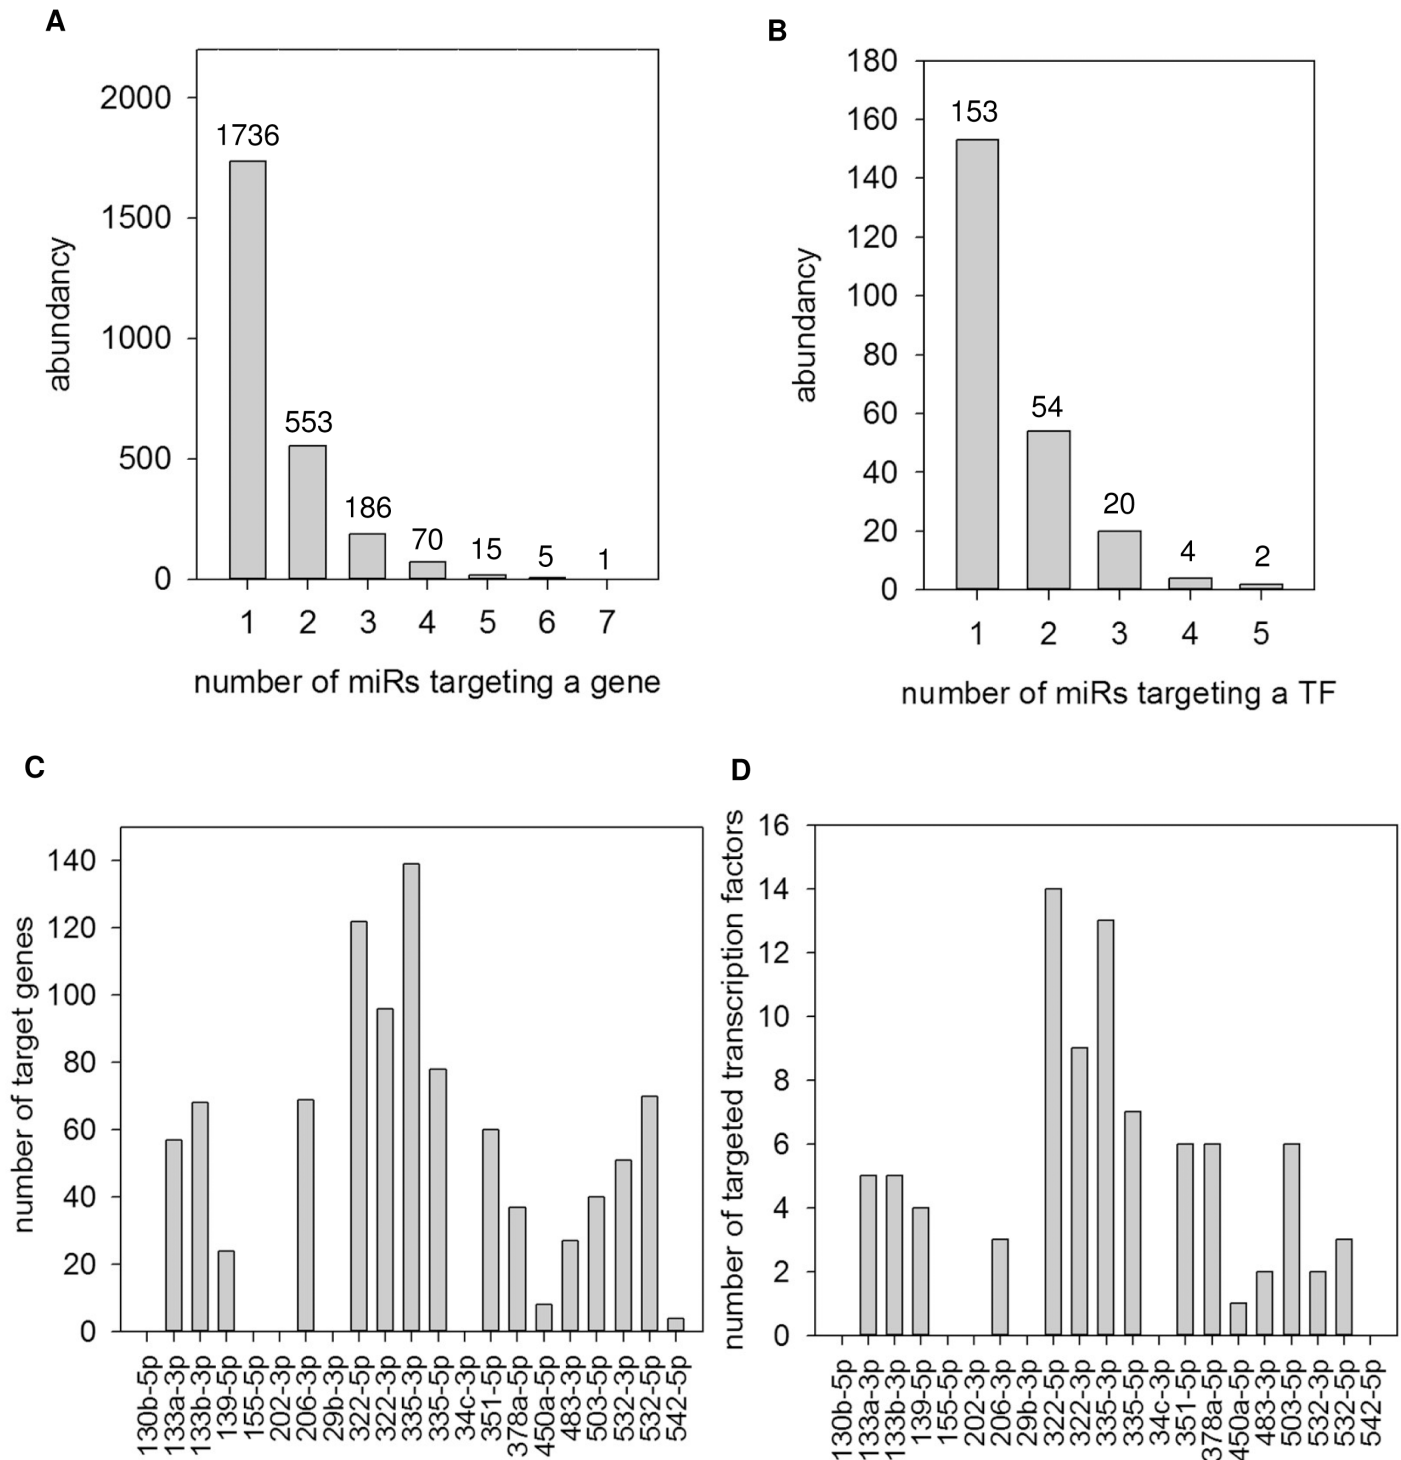 A
abundancy
2000
1500
1000
500
0
1736
553
186
70
15
5
1
1 2 3 4 5 6 7
number of miRs targeting a gene
B
abundancy
180
160
140
120
100
80
60
40
20
0
153
54
20
4
2
1 2 3 4 5
number of miRs targeting a TF
C
number of target genes
140
120
100
80
60
40
20
0
130b-5p
133a-3p
133b-3p
139-5p
155-5p
202-3p
206-3p
29b-3p
322-5p
322-3p
335-3p
335-5p
34c-3p
351-5p
378a-5p
450a-5p
483-3p
503-5p
532-3p
532-5p
542-5p
D
number of targeted transcription factors
16
14
12
10
8
6
4
2
0
130b-5p
133a-3p
133b-3p
139-5p
155-5p
202-3p
206-3p
29b-3p
322-5p
322-3p
335-3p
335-5p
34c-3p
351-5p
378a-5p
450a-5p
483-3p
503-5p
532-3p
532-5p
542-5p